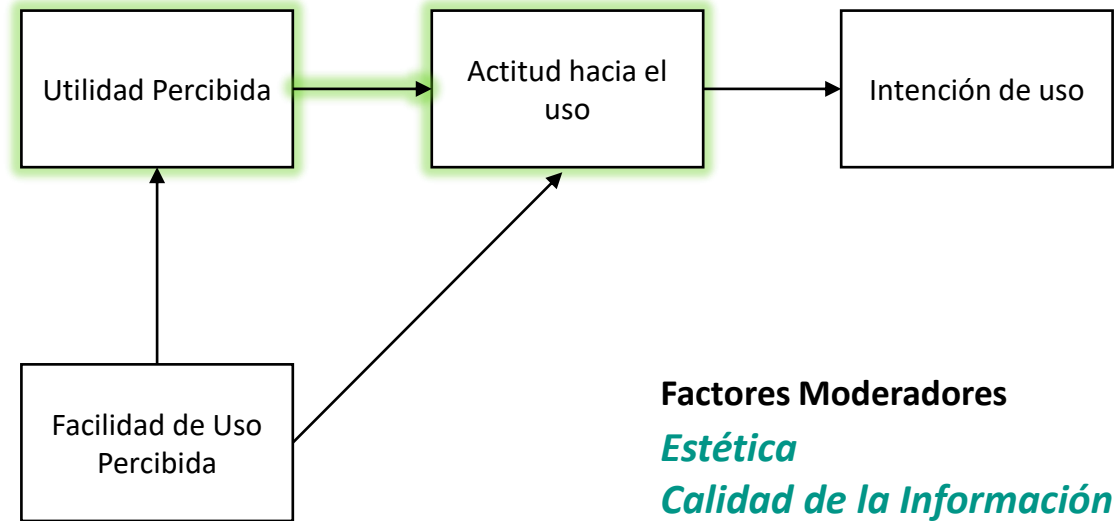 Utilidad Percibida
Actitud hacia el
uso
Intención de uso
Facilidad de Uso
Percibida
Factores Moderadores
Estética
Calidad de la Información